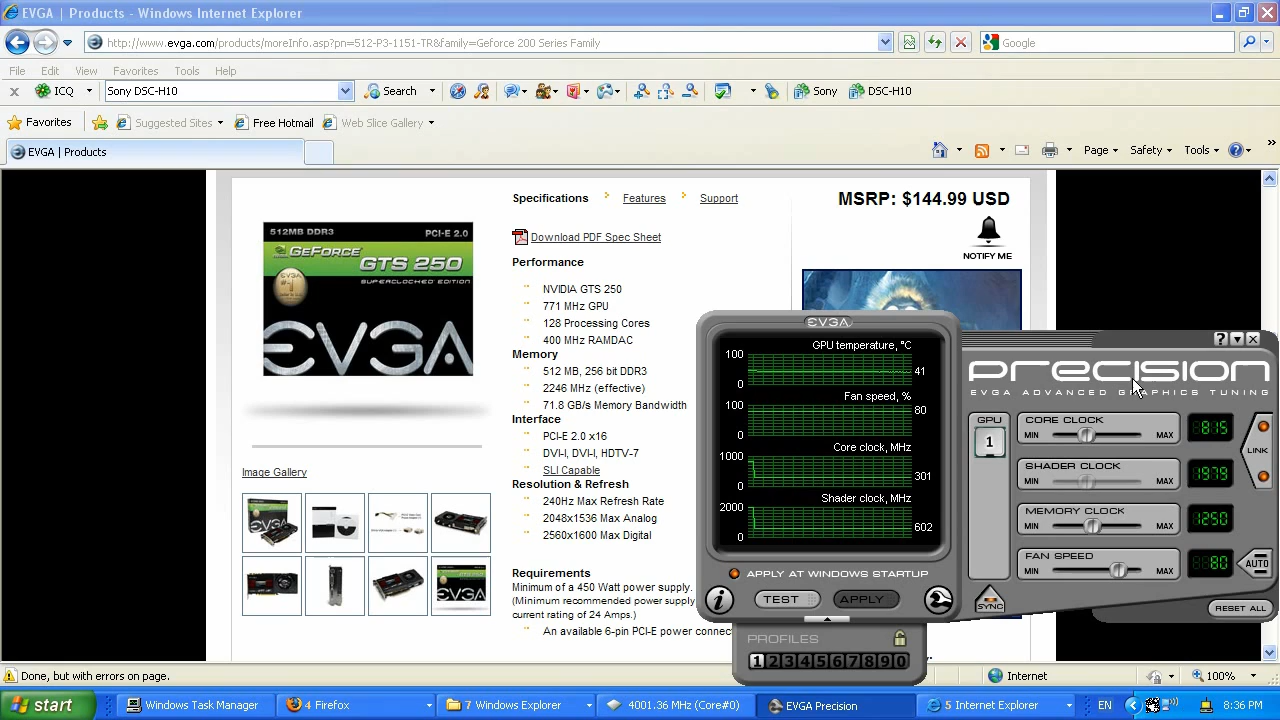 EVGA | Products - Windows Internet Explorer
http://www.evga.com/products/moreInfo.asp?pn=512-P3-1151-TR&family=Geforce 200 Series Family
Google
File Edit View Favorites Tools Help
ICQ Sony DSC-H10 Search Sony DSC-H10
Favorites Suggested Sites Free Hotmail Web Slice Gallery
EVGA | Products Page Safety Tools
Specifications Features Support MSRP: $144.99 USD
Download PDF Spec Sheet
NOTIFY ME
512MB DDR3 PCI-E 2.0
GEFORCE
GTS 250
SUPERCLOCKED EDITION
EVGA
Performance
NVIDIA GTS 250
771 MHz GPU
128 Processing Cores
400 MHz RAMDAC
Memory
512 MB, 256 bit DDR3
2246 MHz (effective)
71.8 GB/s Memory Bandwidth
Interface
PCI-E 2.0 x16
DVI-I, DVI-I, HDTV-7
SLI Capable
Resolution & Refresh
240Hz Max Refresh Rate
2048x1536 Max Analog
2560x1600 Max Digital
Requirements
Minimum of a 450 Watt power supply.
(Minimum recommended power supply
current rating of 24 Amps.)
An available 6-pin PCI-E power connec
Image Gallery
EVGA
GPU temperature, °C
100
0
41
Fan speed, %
100
0
80
Core clock, MHz
1000
0
301
Shader clock, MHz
2000
0
602
APPLY AT WINDOWS STARTUP
TEST APPLY
PROFILES
1 2 3 4 5 6 7 8 9 0
precision
EVGA ADVANCED GRAPHICS TUNING
GPU
1
CORE CLOCK
MIN MAX 815
LINK
SHADER CLOCK
MIN MAX 1979
MEMORY CLOCK
MIN MAX 1250
FAN SPEED
MIN MAX 80
AUTO
SYNC
RESET ALL
Done, but with errors on page. Internet 100%
start Windows Task Manager 4 Firefox 7 Windows Explorer 4001.36 MHz (Core#0) EVGA Precision 5 Internet Explorer EN 8:36 PM